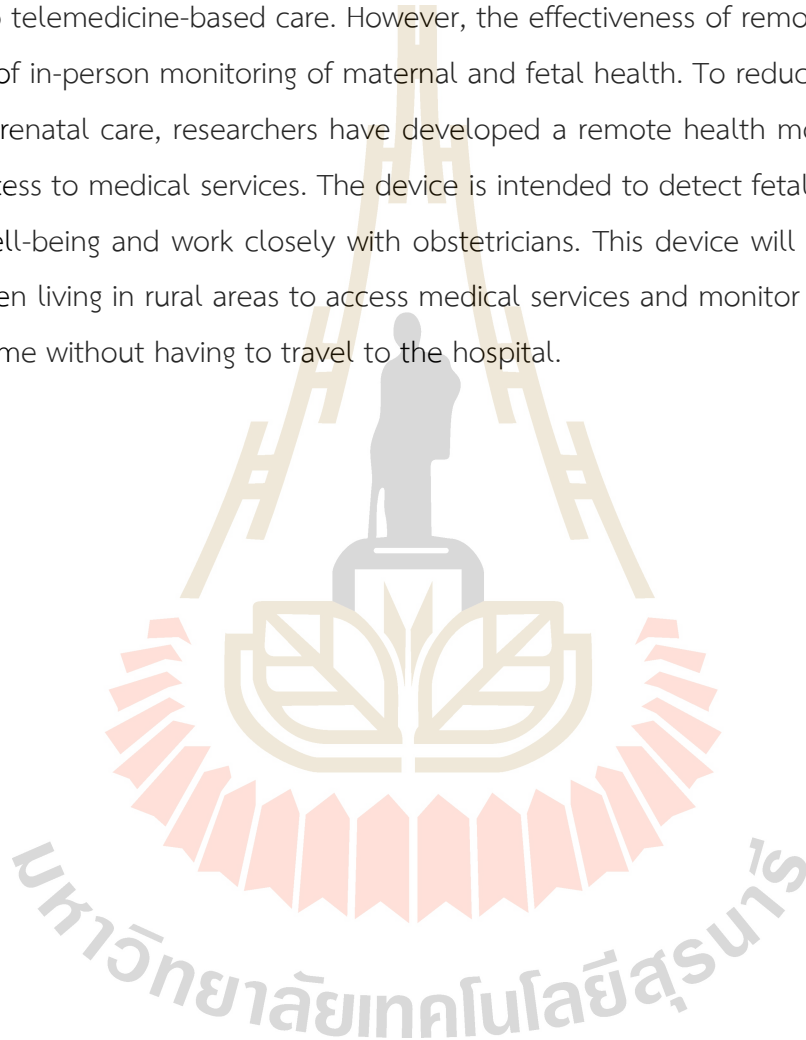 telemedicine-based care. However, the effectiveness of remo
of in-person monitoring of maternal and fetal health. To reduc
renatal care, researchers have developed a remote health mo
ess to medical services. The device is intended to detect fetal
ell-being and work closely with obstetricians. This device will
en living in rural areas to access medical services and monitor
me without having to travel to the hospital.
มหาวิทยาลัยเทคโนโลยีสุรนารี